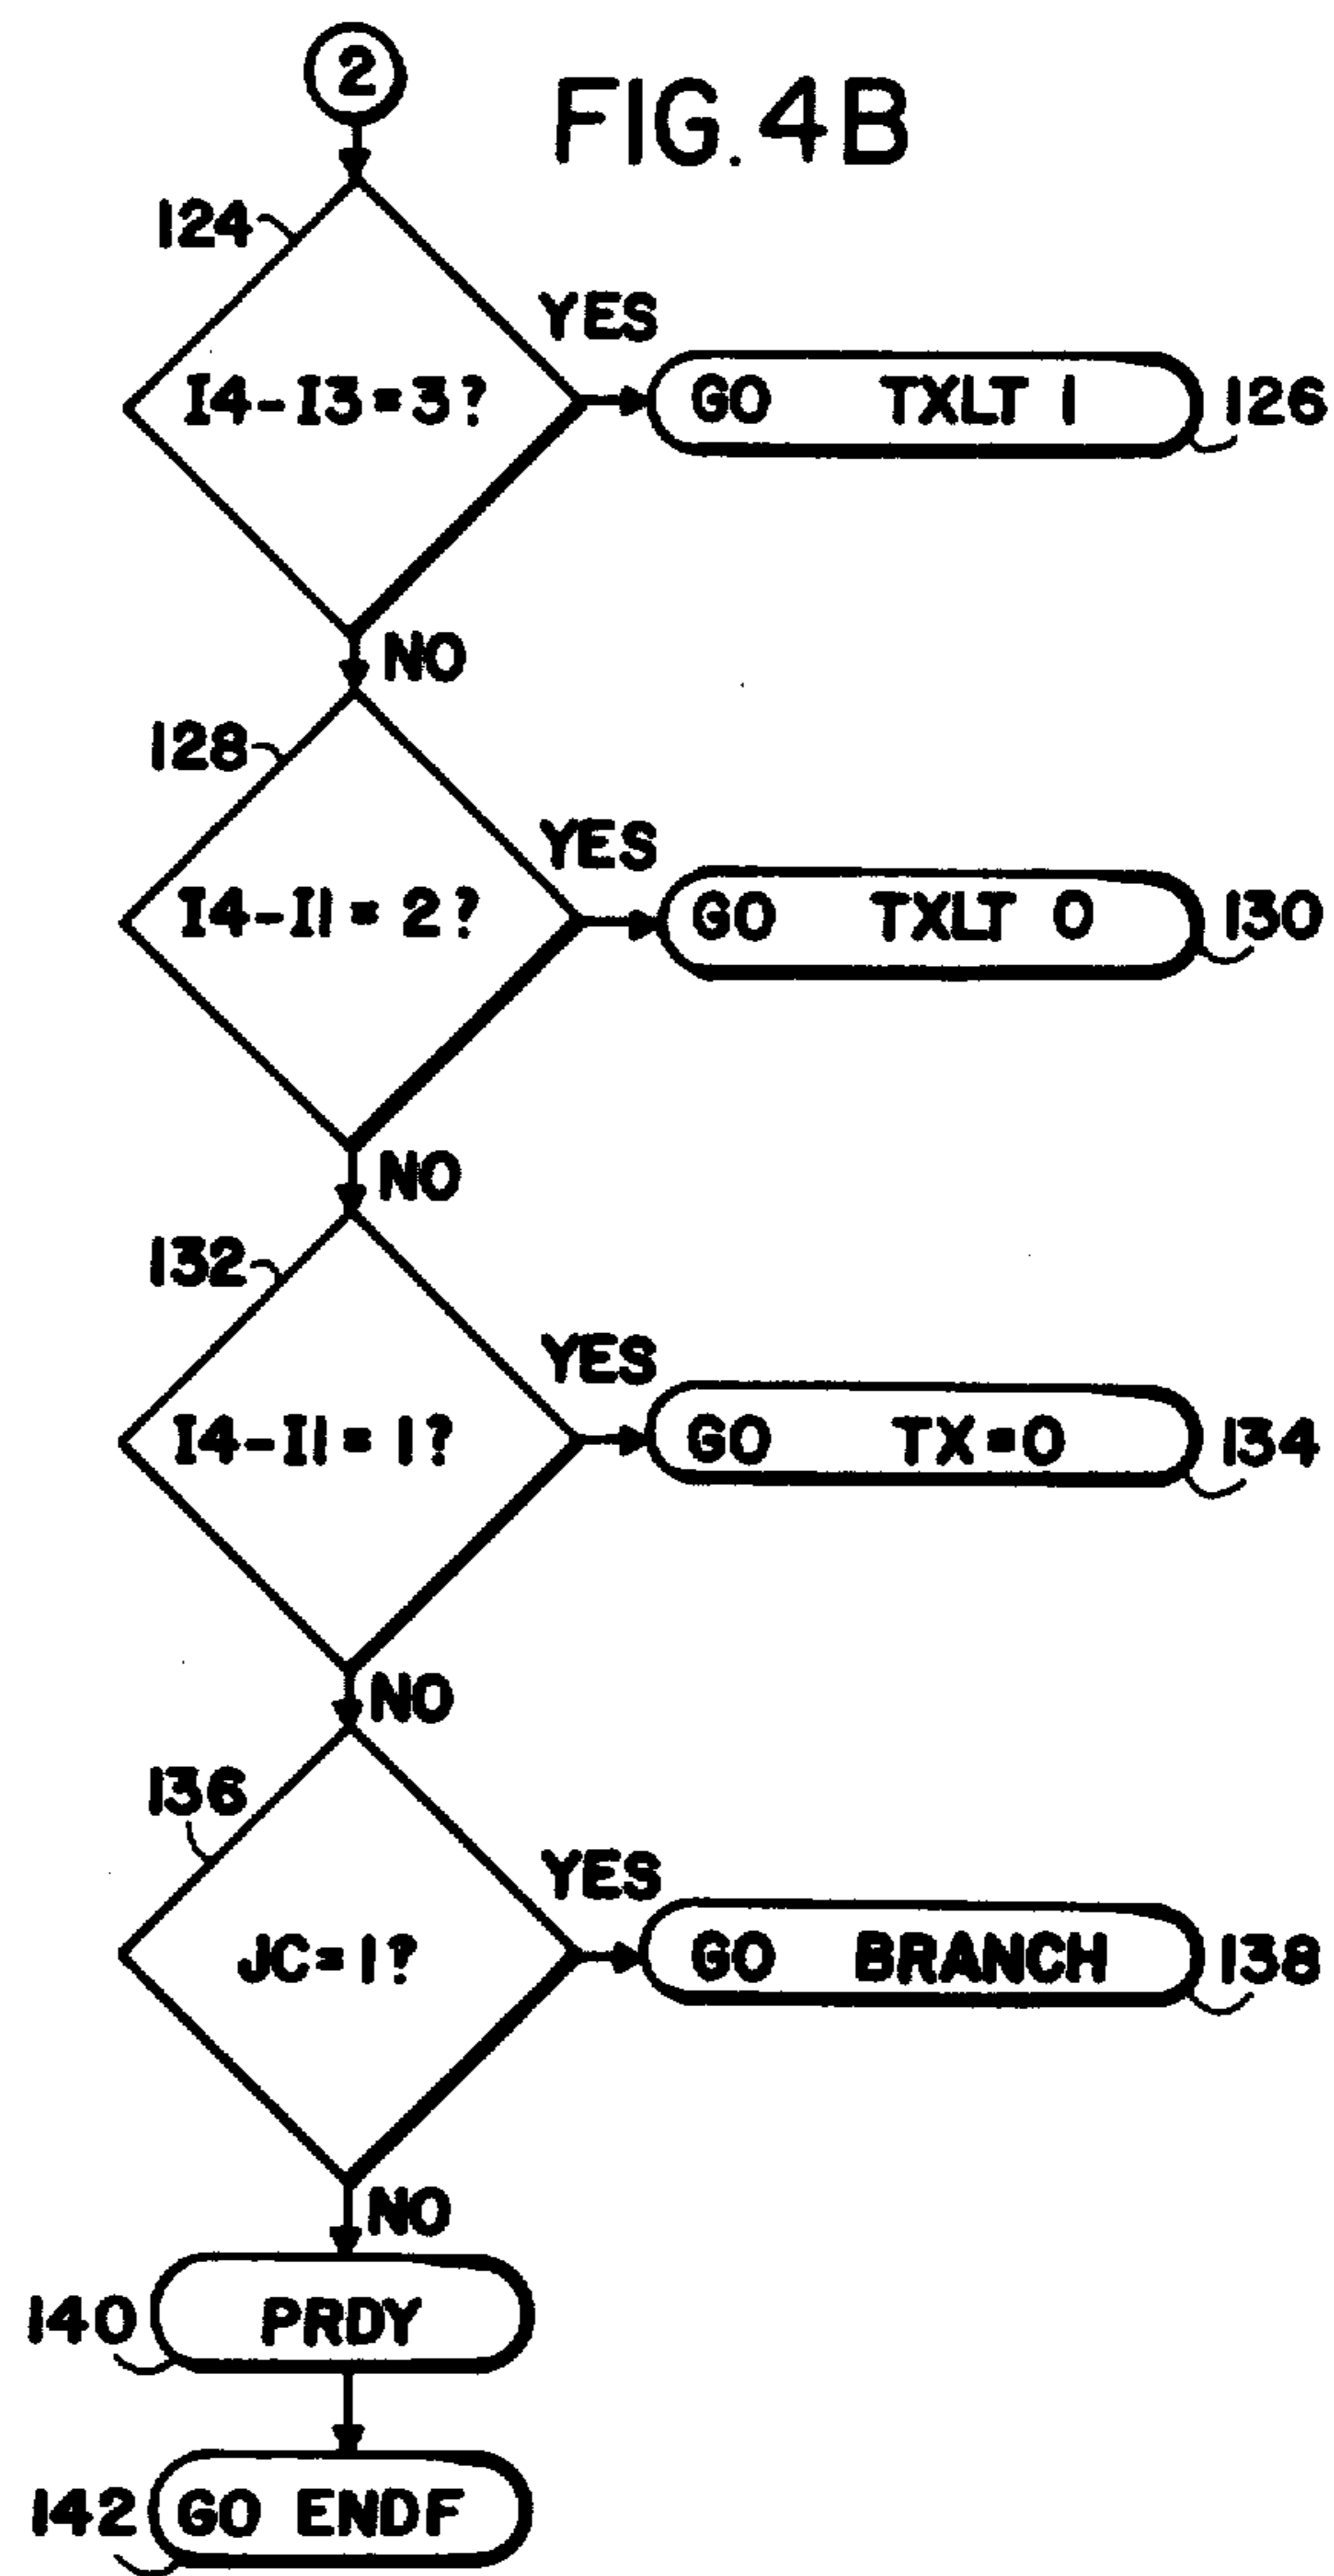 2
FIG. 4B
124
YES
I4-I3=3?
GO TXLT 1
126
NO
128
YES
I4-I1=2?
GO TXLT 0
130
NO
132
YES
I4-I1=1?
GO TX=0
134
NO
136
YES
JC=1?
GO BRANCH
138
NO
140
PRDY
142
GO ENDF